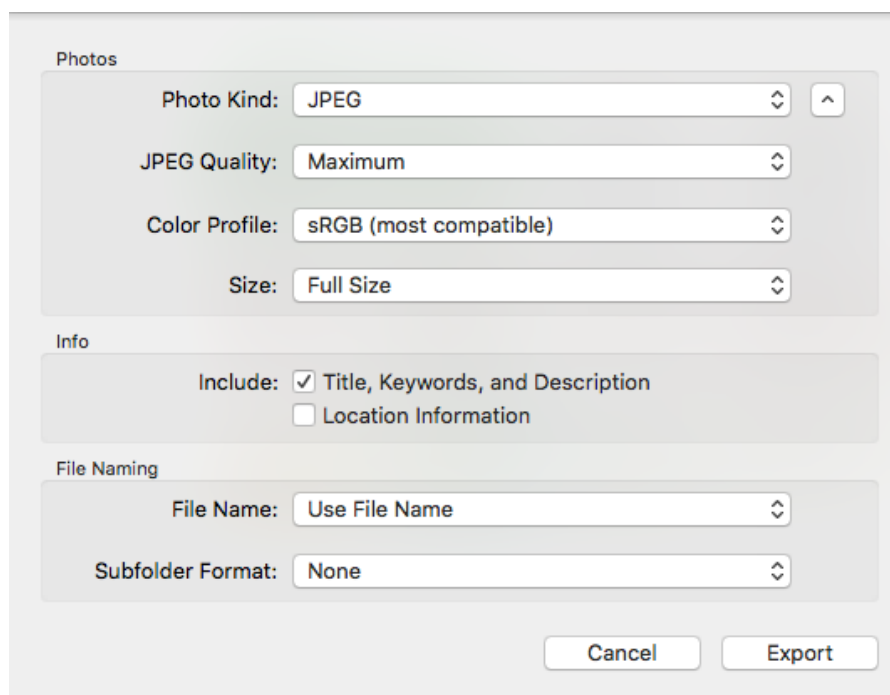 Photos
Photo Kind: JPEG
JPEG Quality: Maximum
Color Profile: sRGB (most compatible)
Size: Full Size
Info
Include: Title, Keywords, and Description
Location Information
File Naming
File Name: Use File Name
Subfolder Format: None
Cancel Export